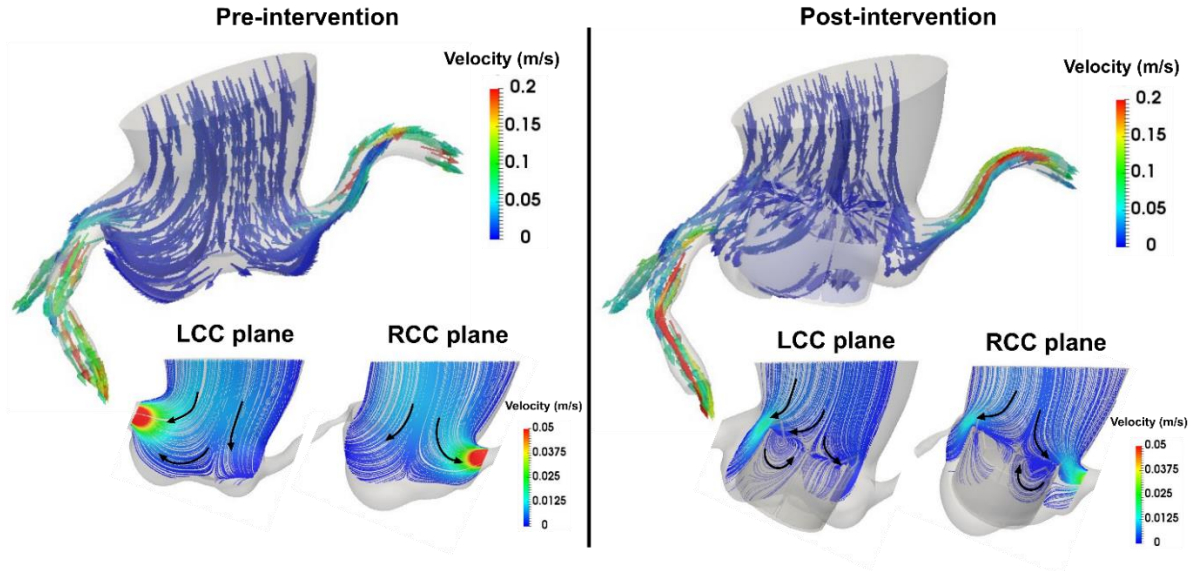 Pre-intervention
Velocity (m/s)
0.2
0.15
0.1
0.05
0
LCC plane
RCC plane
Velocity (m/s)
0.05
0.0375
0.025
0.0125
0
Post-intervention
Velocity (m/s)
0.2
0.15
0.1
0.05
0
LCC plane
RCC plane
Velocity (m/s)
0.05
0.0375
0.025
0.0125
0